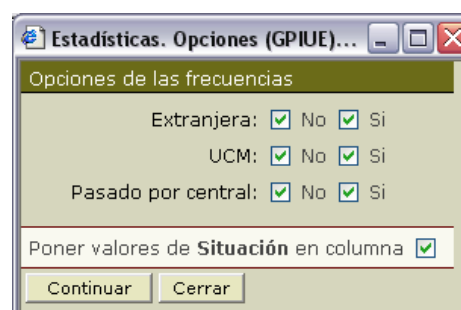 Estadísticas. Opciones (GPIUE)...
Opciones de las frecuencias
Extranjera: No Si
UCM: No Si
Pasado por central: No Si
Poner valores de Situación en columna
Continuar Cerrar